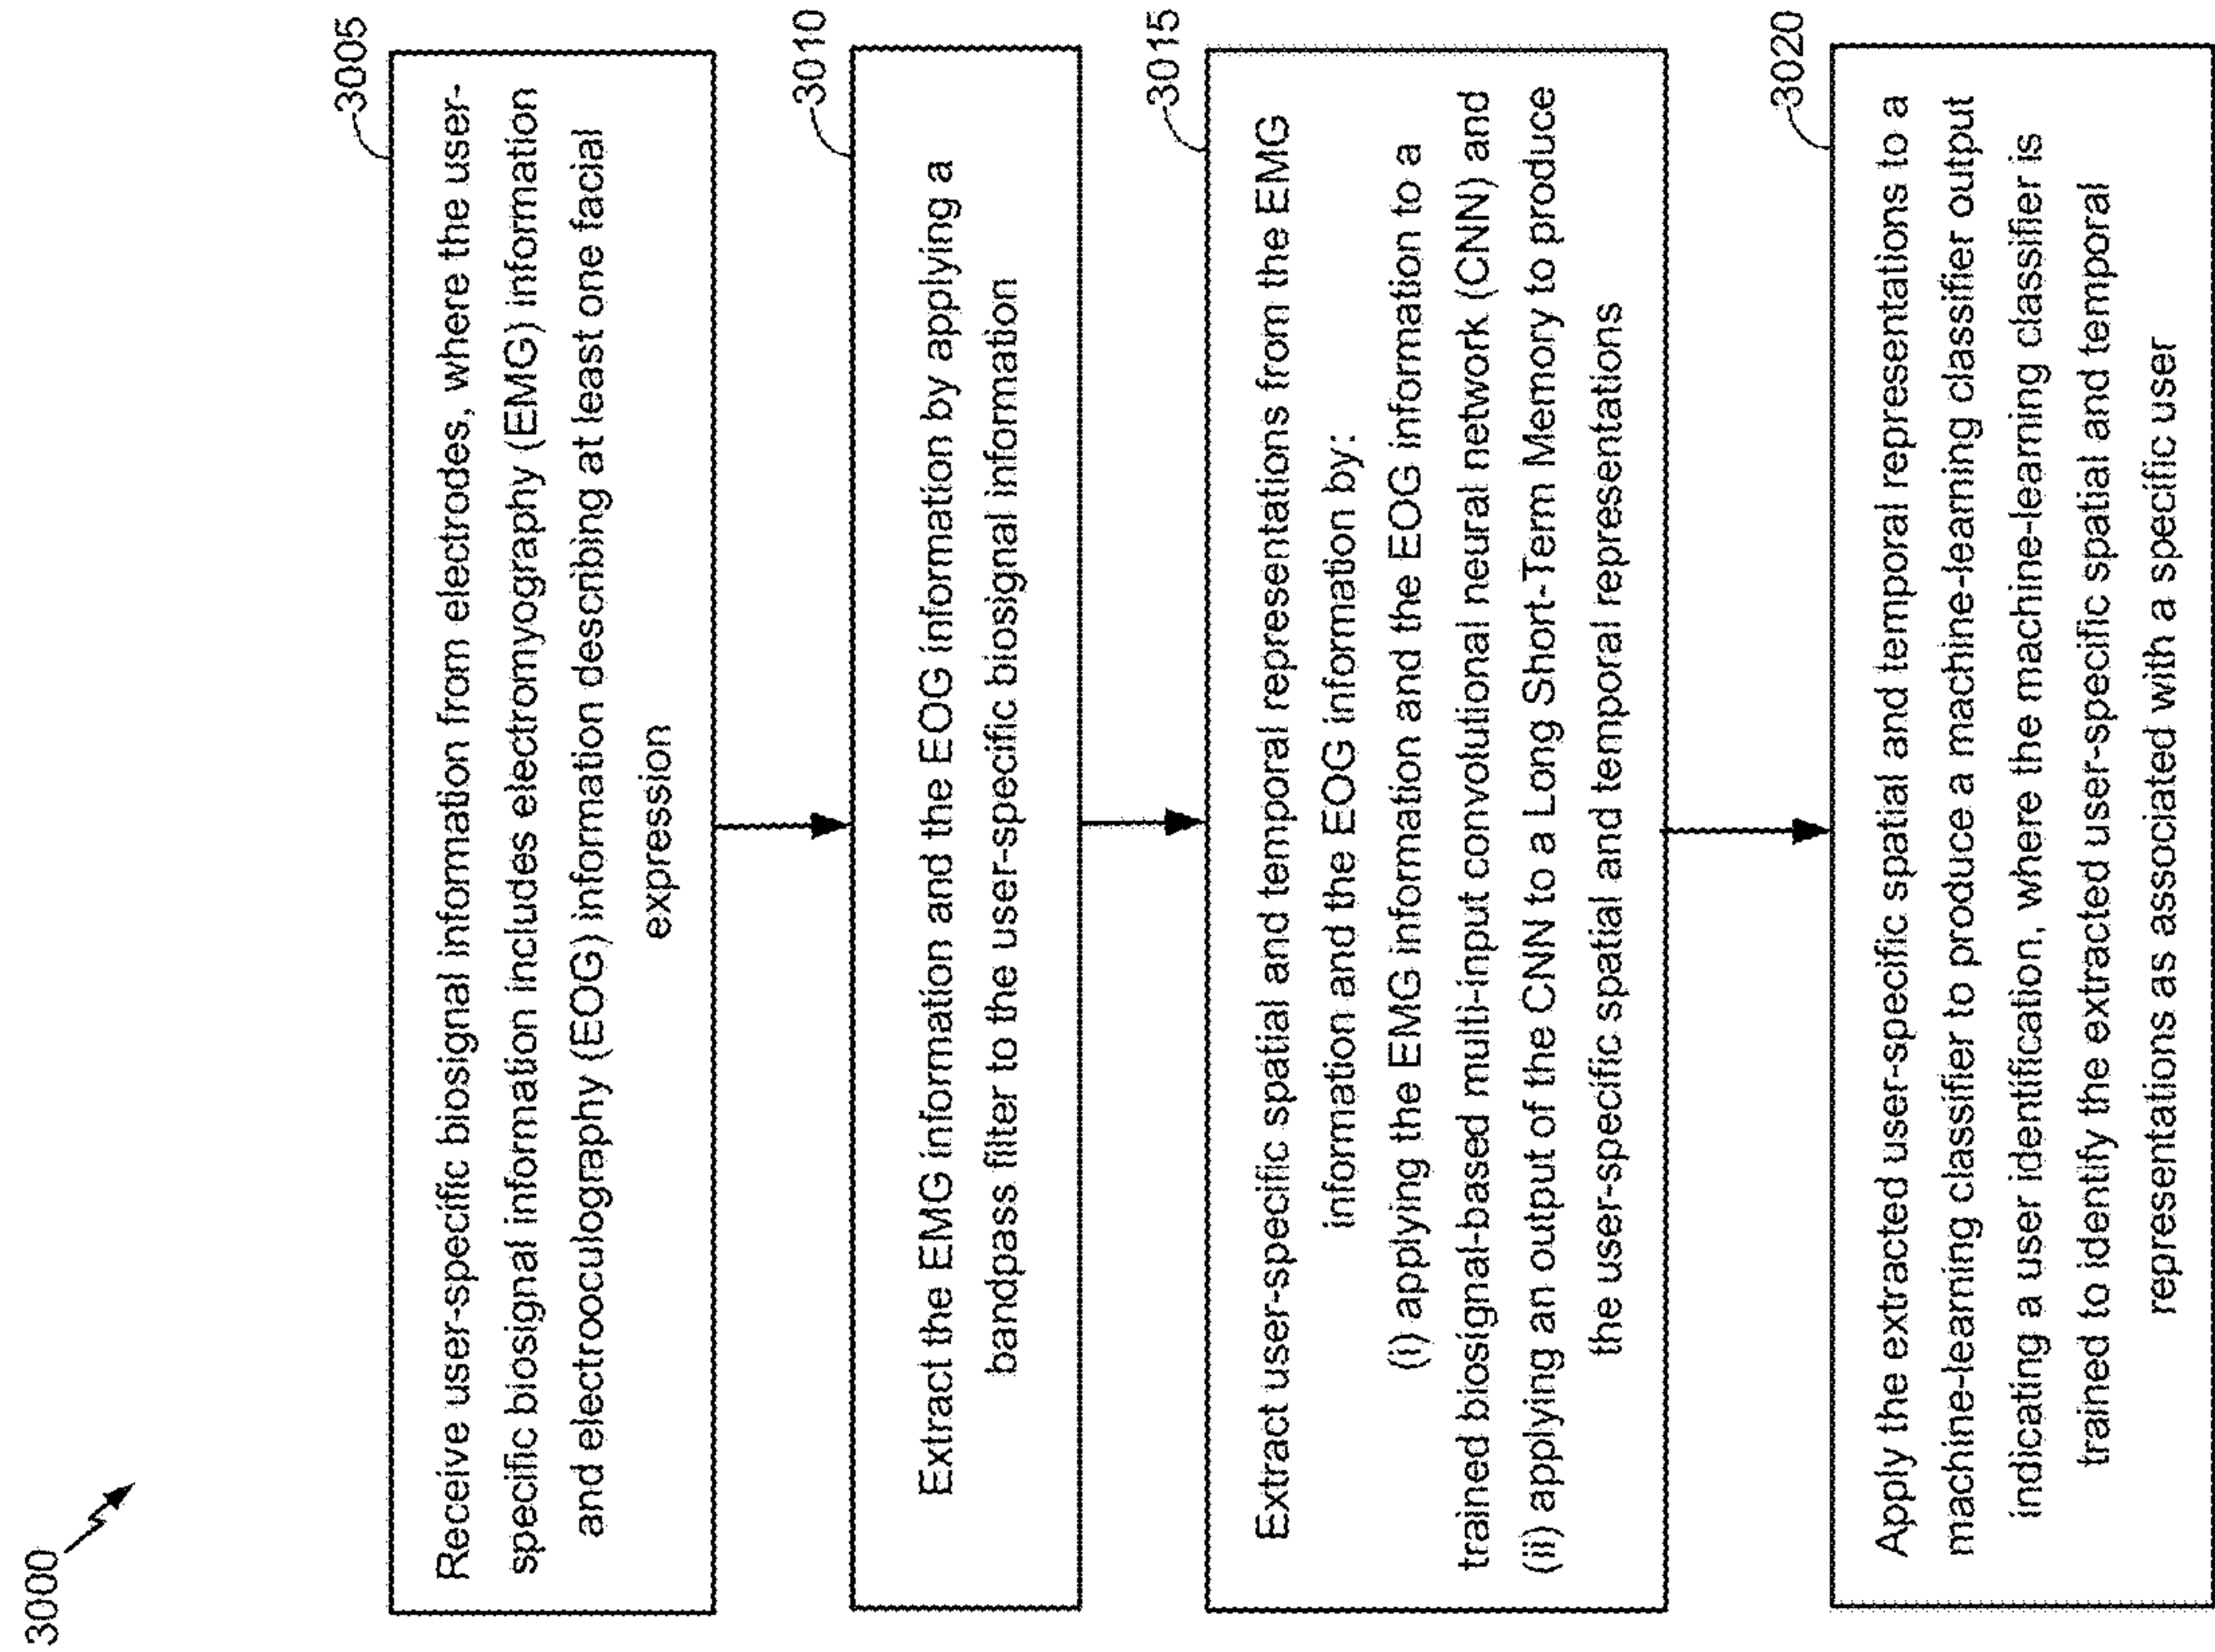 3000
3005
Receive user-specific biosignal information from electrodes, where the user-
specific biosignal information includes electromyography (EMG) information
and electrooculography (EOG) information describing at least one facial
expression
3010
Extract the EMG information and the EOG information by applying a
bandpass filter to the user-specific biosignal information
3015
Extract user-specific spatial and temporal representations from the EMG
information and the EOG information by:
(i) applying the EMG information and the EOG information to a
trained biosignal-based multi-input convolutional neural network (CNN) and
(ii) applying an output of the CNN to a Long Short-Term Memory to produce
the user-specific spatial and temporal representations
3020
Apply the extracted user-specific spatial and temporal representations to a
machine-learning classifier to produce a machine-learning classifier output
indicating a user identification, where the machine-learning classifier is
trained to identify the extracted user-specific spatial and temporal
representations as associated with a specific user